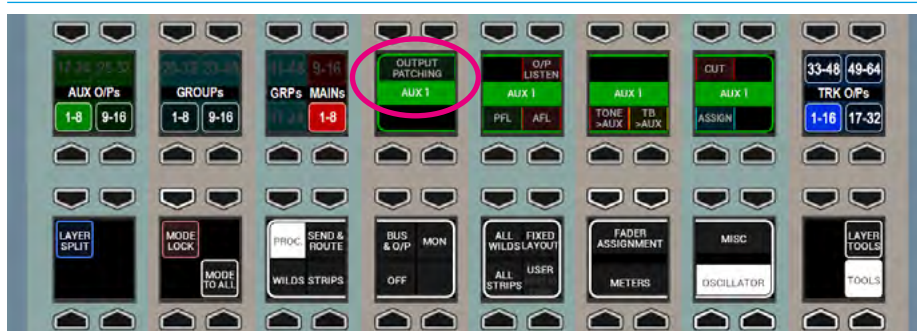 17-24 25-32
AUX O/Ps
1-8 9-16
GROUPs
1-8 9-16
9-16
GRPs MAINs
1-8
OUTPUT
PATCHING
AUX 1
O/P
LISTEN
AUX 1
PFL AFL
AUX 1
TONE TB
>AUX >AUX
CUT
AUX 1
ASSIGN
33-48 49-64
TRK O/Ps
1-16 17-32
LAYER
SPLIT
MODE
LOCK
MODE
TO ALL
PROC. SEND &
ROUTE
WILDS STRIPS
BUS
& O/P MON
OFF
ALL FIXED
WILDS LAYOUT
ALL USER
STRIPS
FADER
ASSIGNMENT
METERS
MISC
OSCILLATOR
LAYER
TOOLS
TOOLS